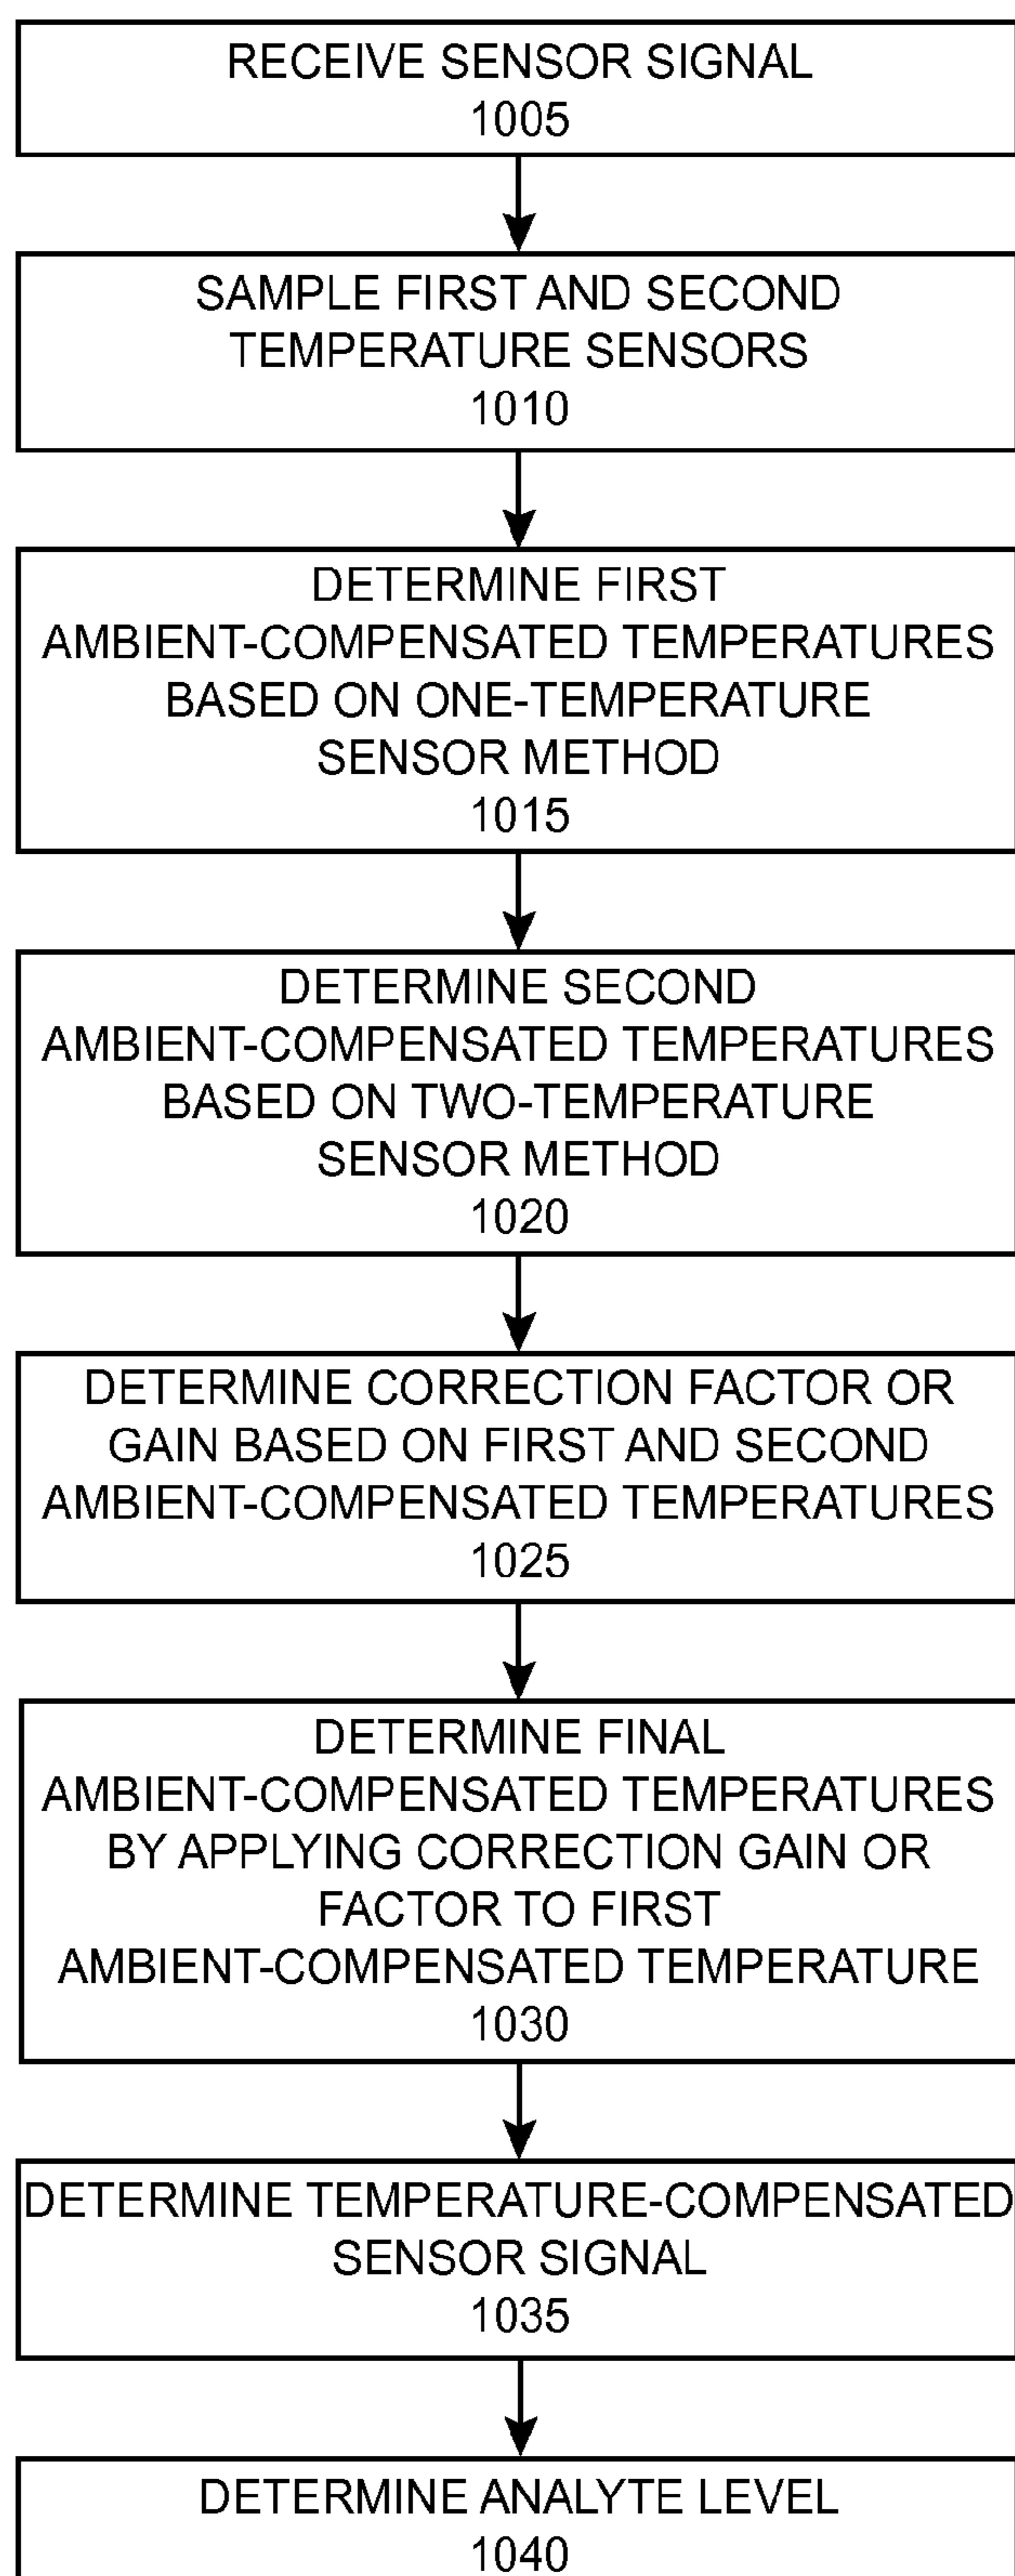 RECEIVE SENSOR SIGNAL
1005
SAMPLE FIRST AND SECOND
TEMPERATURE SENSORS
1010
DETERMINE FIRST
AMBIENT-COMPENSATED TEMPERATURES
BASED ON ONE-TEMPERATURE
SENSOR METHOD
1015
DETERMINE SECOND
AMBIENT-COMPENSATED TEMPERATURES
BASED ON TWO-TEMPERATURE
SENSOR METHOD
1020
DETERMINE CORRECTION FACTOR OR
GAIN BASED ON FIRST AND SECOND
AMBIENT-COMPENSATED TEMPERATURES
1025
DETERMINE FINAL
AMBIENT-COMPENSATED TEMPERATURES
BY APPLYING CORRECTION GAIN OR
FACTOR TO FIRST
AMBIENT-COMPENSATED TEMPERATURE
1030
DETERMINE TEMPERATURE-COMPENSATED
SENSOR SIGNAL
1035
DETERMINE ANALYTE LEVEL
1040